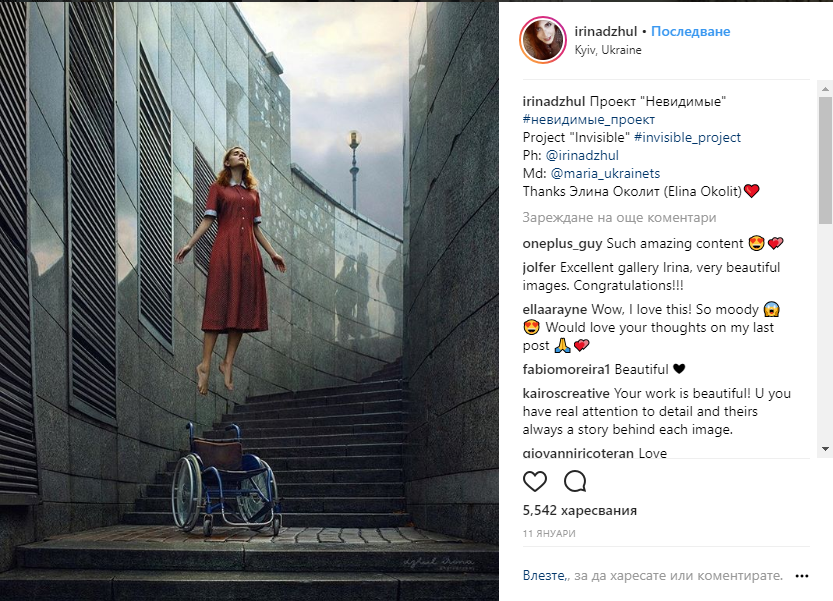 irinadzhul • Последване
Kyiv, Ukraine
irinadzhul Проект "Невидимые"
#невидимые_проект
Project "Invisible" #invisible_project
Ph: @irinadzhul
Md: @maria_ukrainets
Thanks Элина Околит (Elina Okolit)❤️
Зареждане на още коментари
oneplus_guy Such amazing content 😍💕
jolfer Excellent gallery Irina, very beautiful
images. Congratulations!!!
ellaarayne Wow, I love this! So moody 😱
😍 Would love your thoughts on my last
post 🙏💕
fabiomoreira1 Beautiful 🖤
kairoscreative Your work is beautiful! U you
have real attention to detail and theirs
always a story behind each image.
giovanniricoteran Love
5,542 харесвания
11 ЯНУАРИ
Влезте,, за да харесате или коментирате.